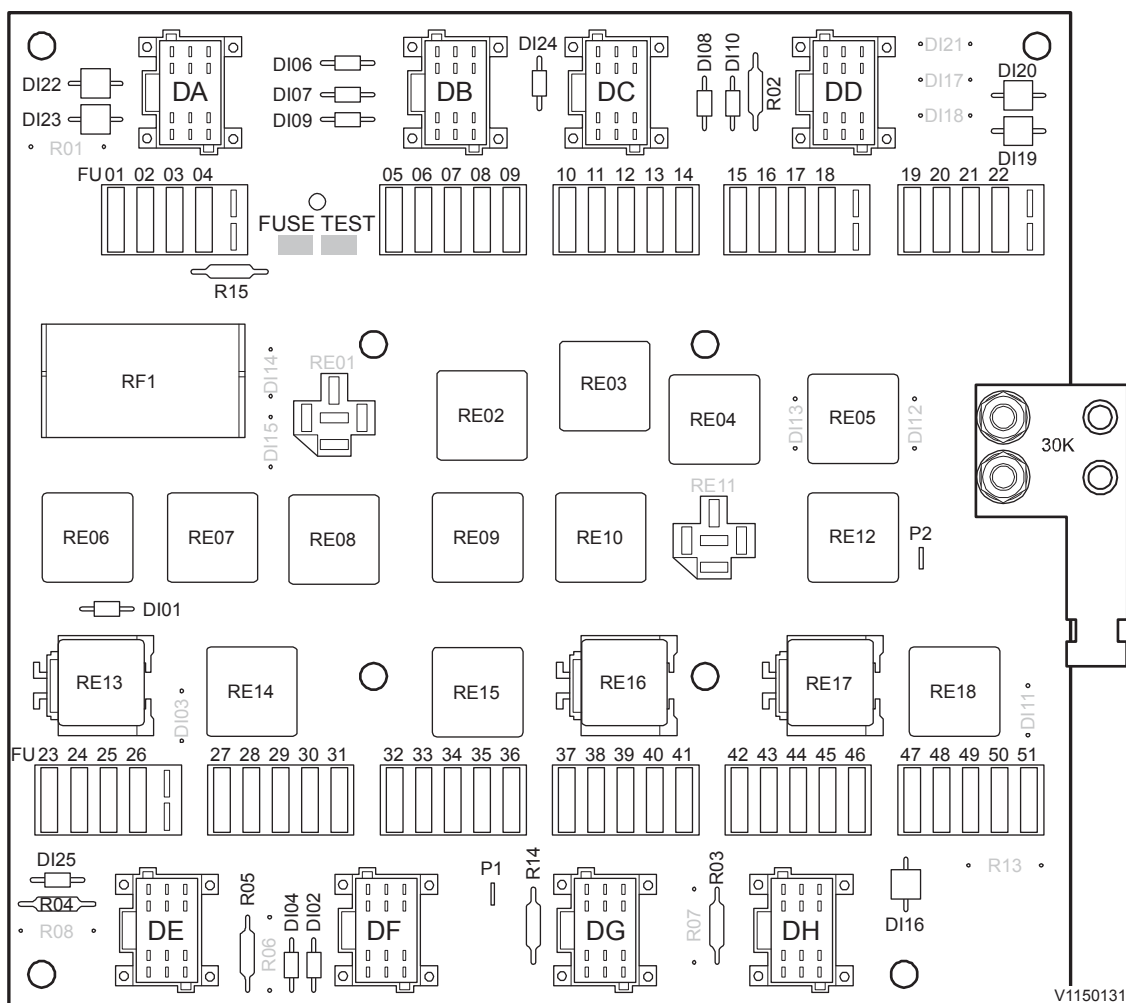 DI22
DI23
R01
DA
DI06
DI07
DI09
DB
DI24
DC
DI08
DI10
R02
DD
DI21
DI17
DI18
DI20
DI19
FU 01 02 03 04
05 06 07 08 09
10 11 12 13 14
15 16 17 18
19 20 21 22
FUSE TEST
R15
RF1
DI14
DI15
RE01
RE02
RE03
RE04
DI13
RE05
DI12
30K
RE06
RE07
RE08
RE09
RE10
RE11
RE12
P2
DI01
RE13
DI03
RE14
RE15
RE16
RE17
RE18
DI11
FU 23 24 25 26
27 28 29 30 31
32 33 34 35 36
37 38 39 40 41
42 43 44 45 46
47 48 49 50 51
DI25
R04
R08
DE
R05
R06
DI04
DI02
DF
P1
R14
DG
R07
R03
DH
DI16
R13
V1150131